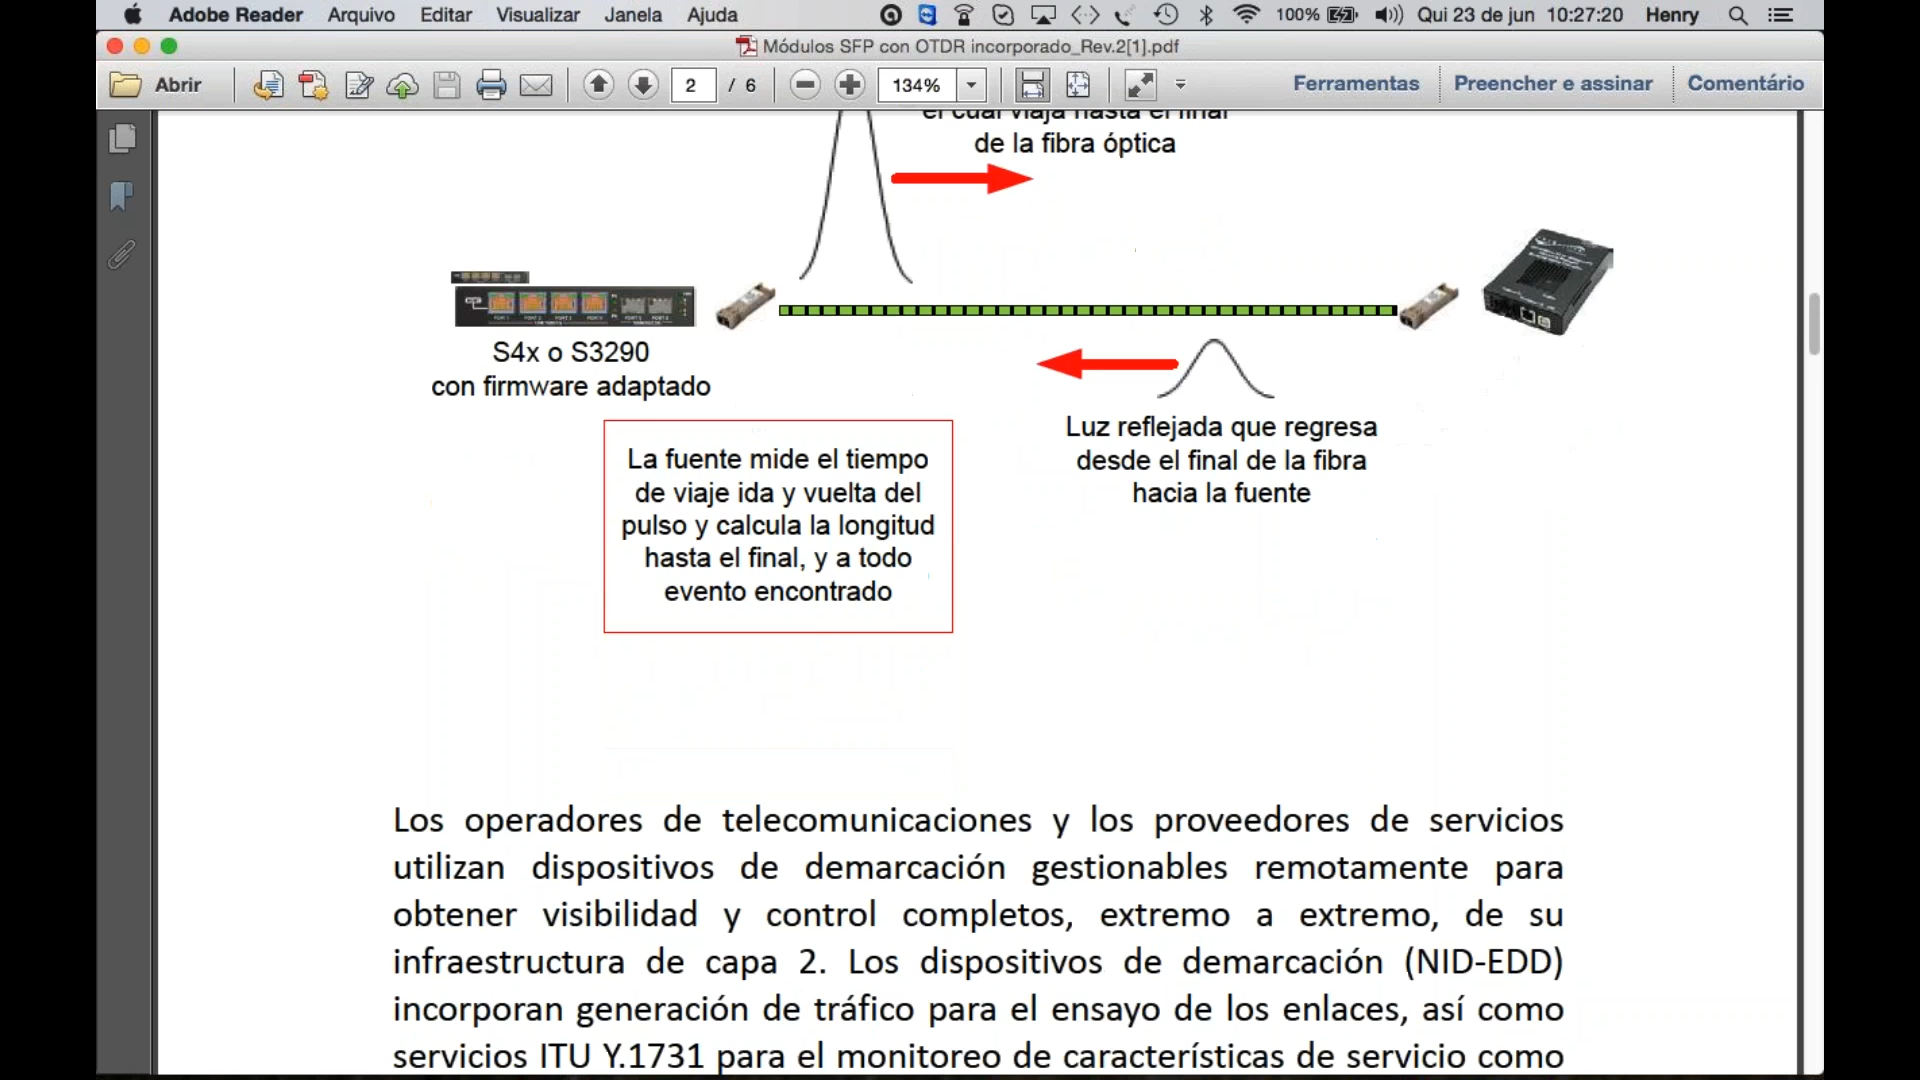 Adobe Reader Arquivo Editar Visualizar Janela Ajuda 100% Qui 23 de jun 10:27:20 Henry
Módulos SFP con OTDR incorporado_Rev.2[1].pdf
Abrir 2 / 6 134% Ferramentas Preencher e assinar Comentário
el cual viaja hasta el final
de la fibra óptica
S4x o S3290
con firmware adaptado
La fuente mide el tiempo
de viaje ida y vuelta del
pulso y calcula la longitud
hasta el final, y a todo
evento encontrado
Luz reflejada que regresa
desde el final de la fibra
hacia la fuente
Los operadores de telecomunicaciones y los proveedores de servicios
utilizan dispositivos de demarcación gestionables remotamente para
obtener visibilidad y control completos, extremo a extremo, de su
infraestructura de capa 2. Los dispositivos de demarcación (NID-EDD)
incorporan generación de tráfico para el ensayo de los enlaces, así como
servicios ITU Y.1731 para el monitoreo de características de servicio como